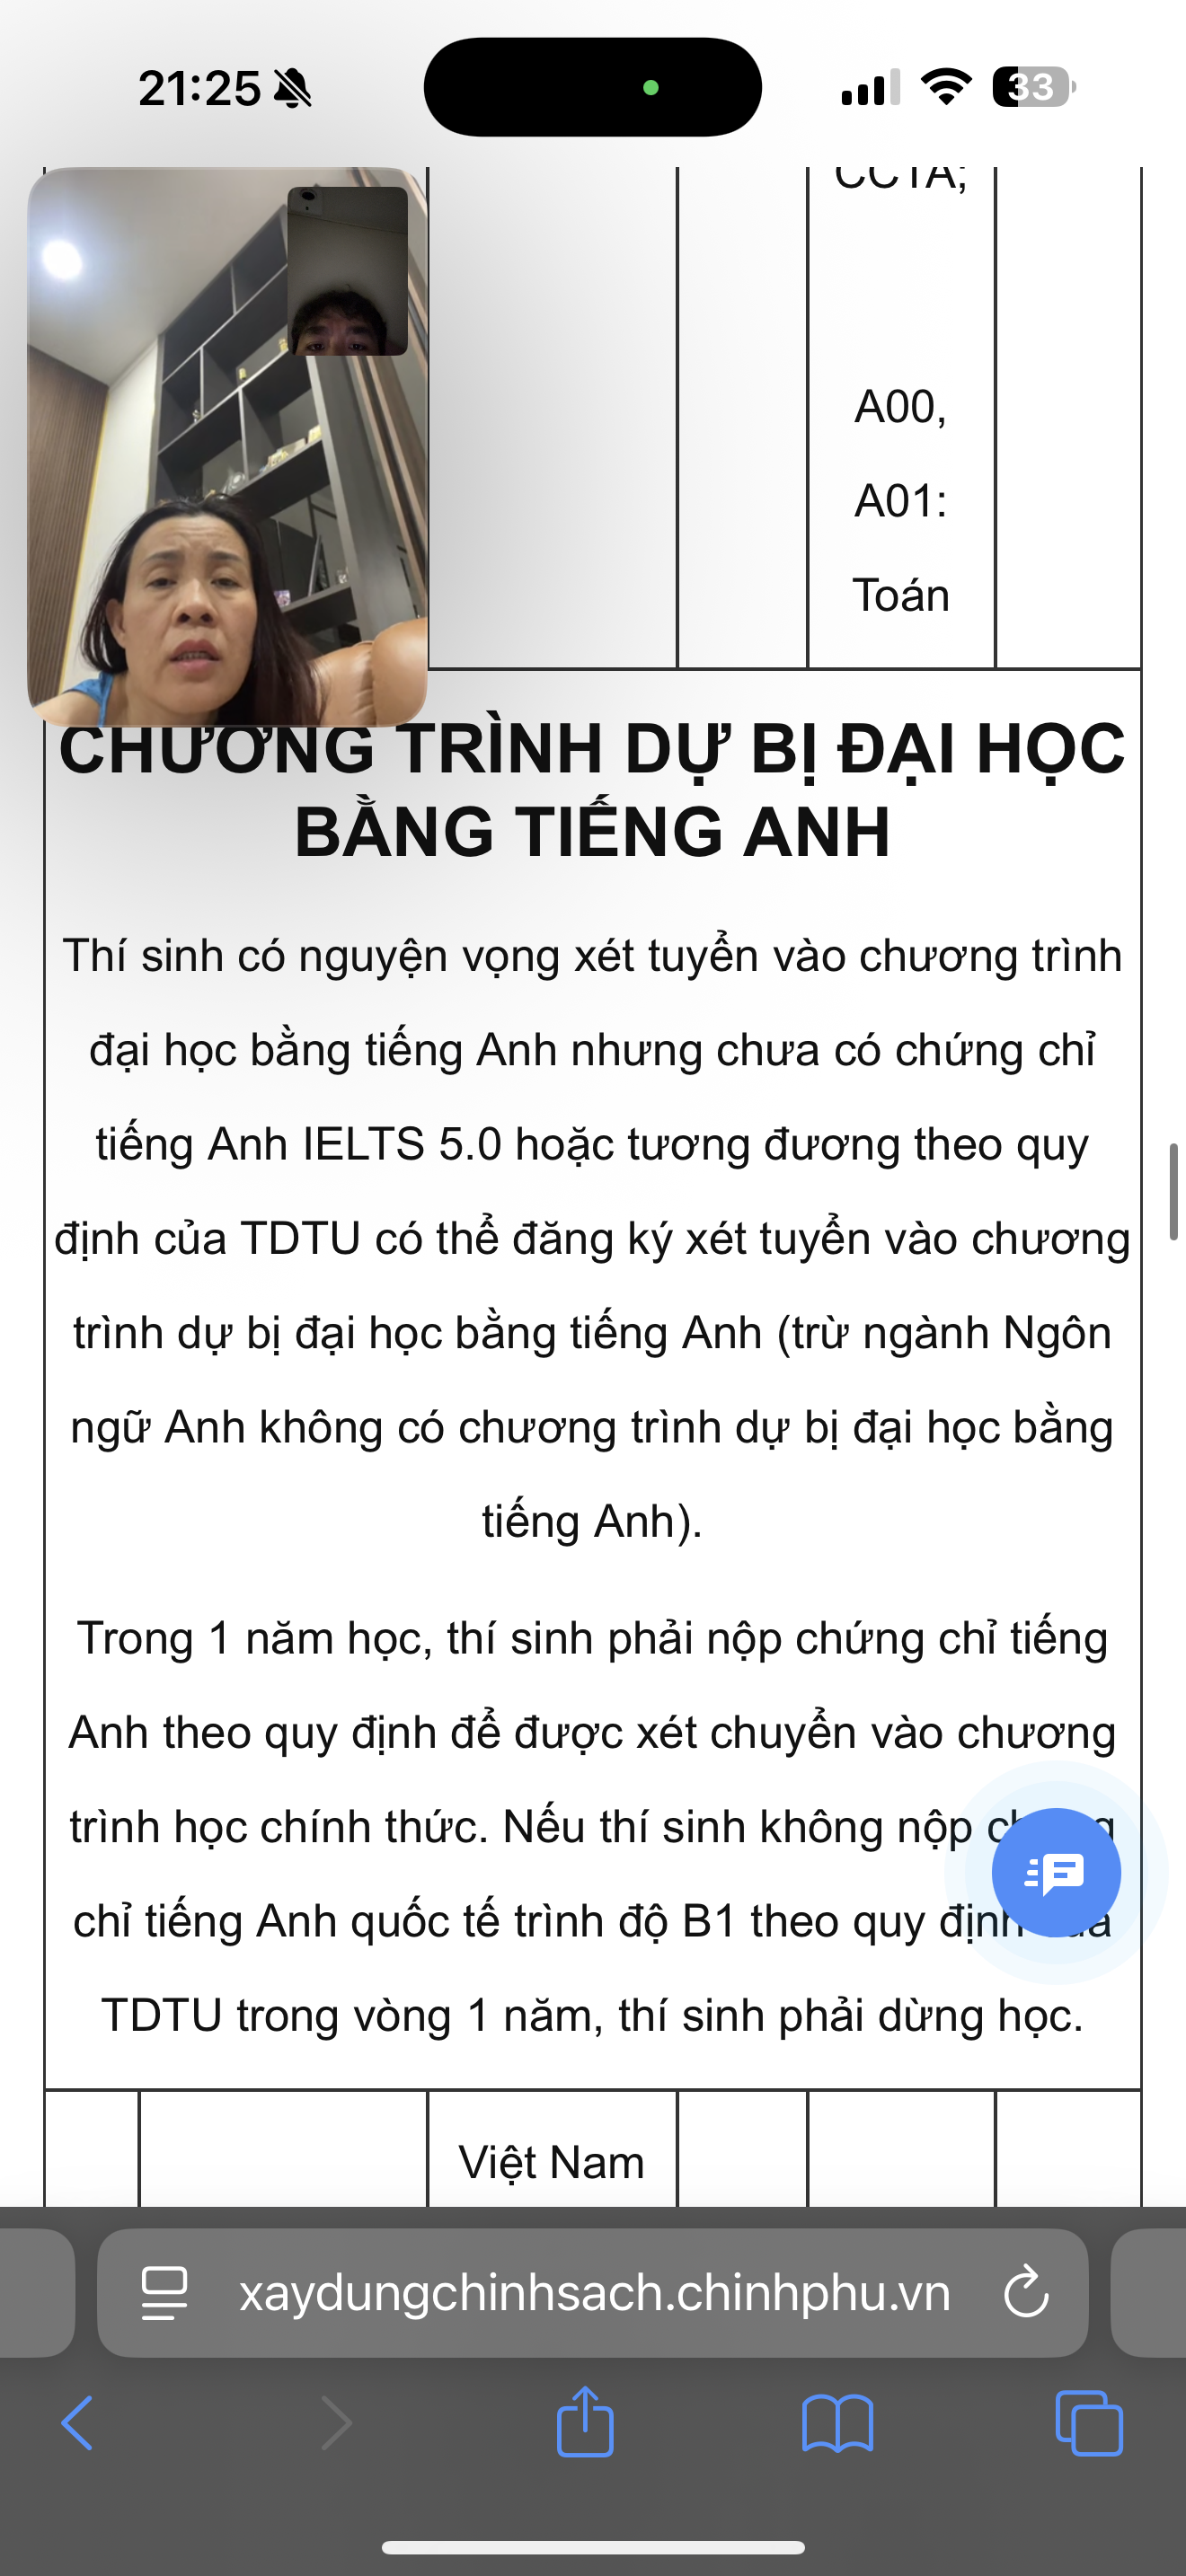 21:25
33
CCTA;
A00,
A01:
Toán
CHƯƠNG TRÌNH DỰ BỊ ĐẠI HỌC
BẰNG TIẾNG ANH
Thí sinh có nguyện vọng xét tuyển vào chương trình
đại học bằng tiếng Anh nhưng chưa có chứng chỉ
tiếng Anh IELTS 5.0 hoặc tương đương theo quy
định của TDTU có thể đăng ký xét tuyển vào chương
trình dự bị đại học bằng tiếng Anh (trừ ngành Ngôn
ngữ Anh không có chương trình dự bị đại học bằng
tiếng Anh).
Trong 1 năm học, thí sinh phải nộp chứng chỉ tiếng
Anh theo quy định để được xét chuyển vào chương
trình học chính thức. Nếu thí sinh không nộp
chỉ tiếng Anh quốc tế trình độ B1 theo quy định
TDTU trong vòng 1 năm, thí sinh phải dừng học.
Việt Nam
xaydungchinhsach.chinhphu.vn